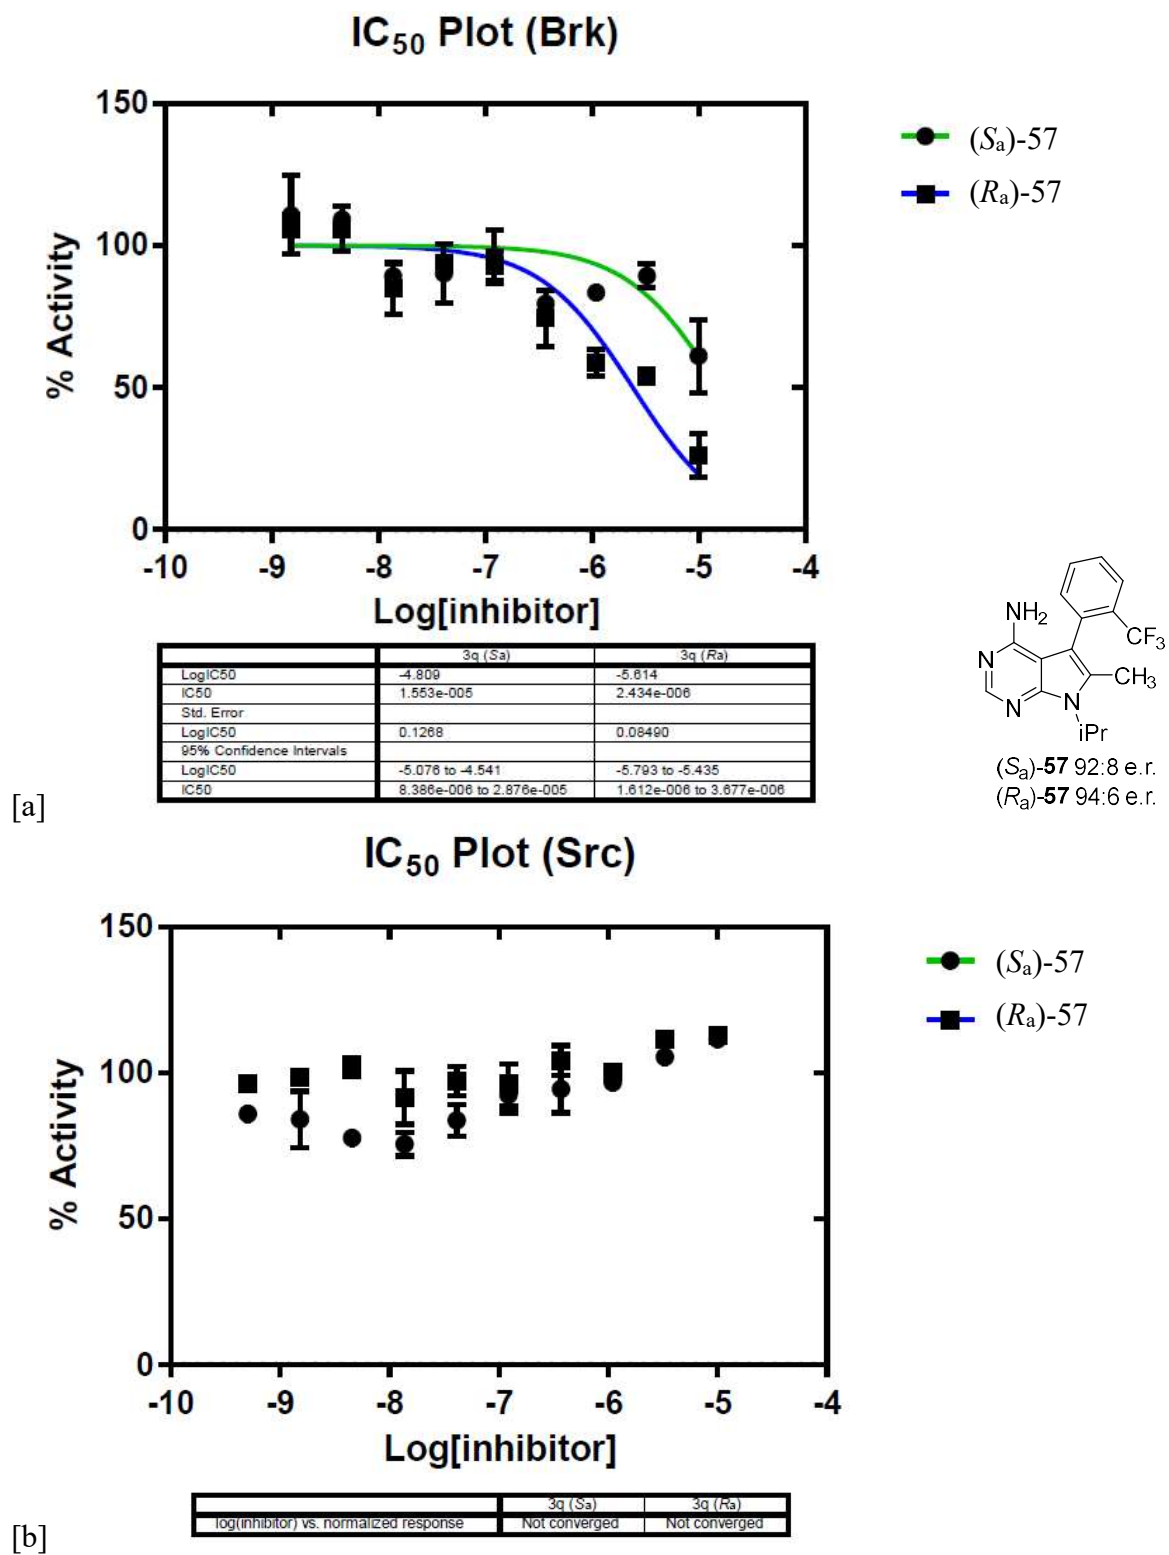 IC50 Plot (Brk)
150
100
50
0
% Activity
-10 -9 -8 -7 -6 -5 -4
Log[inhibitor]
(Sa)-57
(Ra)-57
3q (Sa) 3q (Ra)
LogIC50 -4.809 -5.614
IC50 1.553e-005 2.434e-006
Std. Error
LogIC50 0.1268 0.08490
95% Confidence Intervals
LogIC50 -5.076 to -4.541 -5.793 to -5.435
IC50 8.386e-006 to 2.876e-005 1.612e-006 to 3.677e-006
[a]
NH2
CF3
N
CH3
N
N
iPr
(Sa)-57 92:8 e.r.
(Ra)-57 94:6 e.r.
IC50 Plot (Src)
150
100
50
0
% Activity
-10 -9 -8 -7 -6 -5 -4
Log[inhibitor]
(Sa)-57
(Ra)-57
3q (Sa) 3q (Ra)
log(inhibitor) vs. normalized response Not converged Not converged
[b]